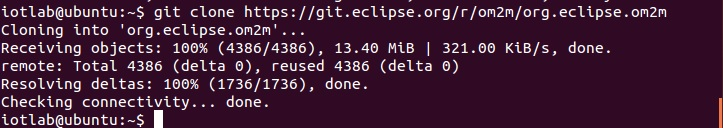 iotlab@ubuntu:~$ git clone https://git.eclipse.org/r/om2m/org.eclipse.om2m
Cloning into 'org.eclipse.om2m'...
Receiving objects: 100% (4386/4386), 13.40 MiB | 321.00 KiB/s, done.
remote: Total 4386 (delta 0), reused 4386 (delta 0)
Resolving deltas: 100% (1736/1736), done.
Checking connectivity... done.
iotlab@ubuntu:~$